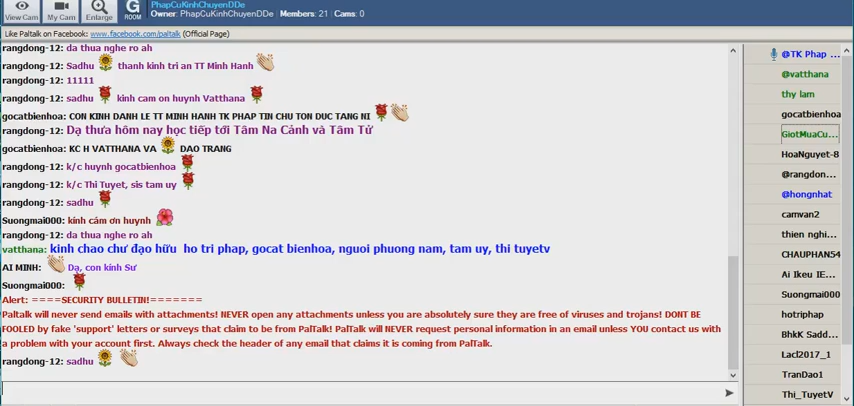 PhapCuKinhChuyenDDe
Owner: PhapCuKinhChuyenDDe | Members: 21 | Cams: 0
View Cam
My Cam
Enlarge
G
ROOM
Like Paltalk on Facebook: www.facebook.com/paltalk (Official Page)
rangdong-12: da thua nghe ro ah
rangdong-12: Sadhu thanh kinh tri an TT Minh Hanh
rangdong-12: 11111
rangdong-12: sadhu kinh cam on huynh Vatthana
gocatbienhoa: CON KINH DANH LE TT MINH HANH TK PHAP TIN CHU TON DUC TANG NI
rangdong-12: Dạ thưa hôm nay học tiếp tới Tâm Na Cảnh và Tâm Tử
gocatbienhoa: KC H VATTHANA VA DAO TRANG
rangdong-12: k/c huynh gocatbienhoa
rangdong-12: k/c Thi Tuyet, sis tam uy
rangdong-12: sadhu
Suongmai000: kính cám ơn huynh
rangdong-12: da thua nghe ro ah
vatthana: kinh chao chư đạo hữu ho tri phap, gocat bienhoa, nguoi phuong nam, tam uy, thi tuyetv
AI MINH: Dạ, con kính Sư
Suongmai000:
Alert: ====SECURITY BULLETIN!=======
Paltalk will never send emails with attachments! NEVER open any attachments unless you are absolutely sure they are free of viruses and trojans! DONT BE
FOOLED by fake 'support' letters or surveys that claim to be from PalTalk! PalTalk will NEVER request personal information in an email unless YOU contact us with
a problem with your account first. Always check the header of any email that claims it is coming from PalTalk.
rangdong-12: sadhu
@TK Phap ...
@vatthana
thy lam
gocatbienhoa
GiotMuaCu...
HoaNguyet-8
@rangdon...
@hongnhat
camvan2
thien nghi...
CHAUPHAN54
Ai Ikeu IE...
Suongmai000
hotriphap
BhkK Sadd...
Lacl2017_1
TranDao1
Thi_TuyetV